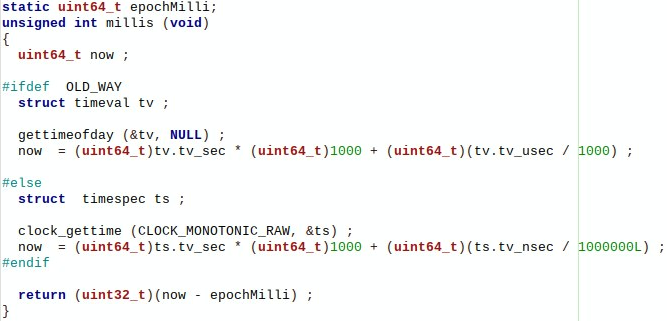 static uint64_t epochMilli;
unsigned int millis (void)
{
  uint64_t now ;

#ifdef  OLD_WAY
  struct timeval tv ;

  gettimeofday (&tv, NULL) ;
  now  = (uint64_t)tv.tv_sec * (uint64_t)1000 + (uint64_t)(tv.tv_usec / 1000) ;

#else
  struct  timespec ts ;

  clock_gettime (CLOCK_MONOTONIC_RAW, &ts) ;
  now  = (uint64_t)ts.tv_sec * (uint64_t)1000 + (uint64_t)(ts.tv_nsec / 1000000L) ;
#endif

  return (uint32_t)(now - epochMilli) ;
}